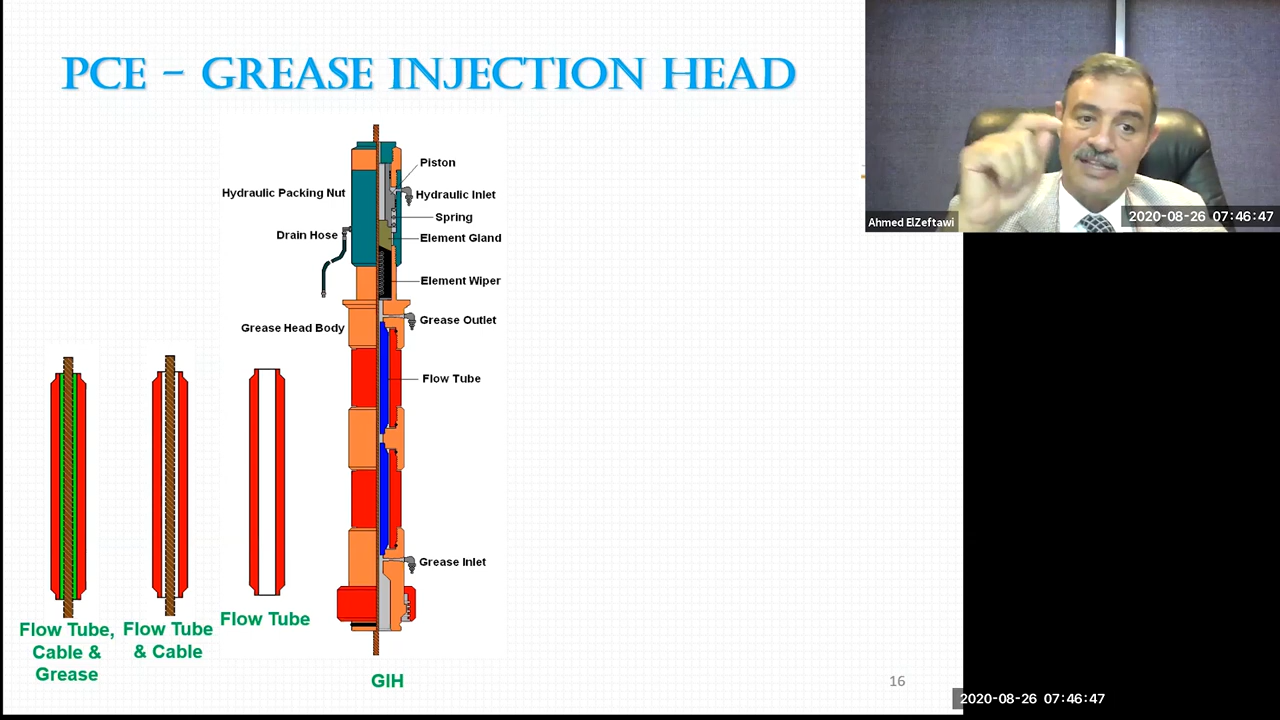 PCE – GREASE INJECTION HEAD
Piston
Hydraulic Packing Nut
Hydraulic Inlet
Spring
Drain Hose
Element Gland
Element Wiper
Grease Outlet
Grease Head Body
Flow Tube
Grease Inlet
Flow Tube,
Cable &
Grease
Flow Tube
& Cable
Flow Tube
GIH
16
Ahmed ElZeftawi
2020-08-26 07:46:47
2020-08-26 07:46:47